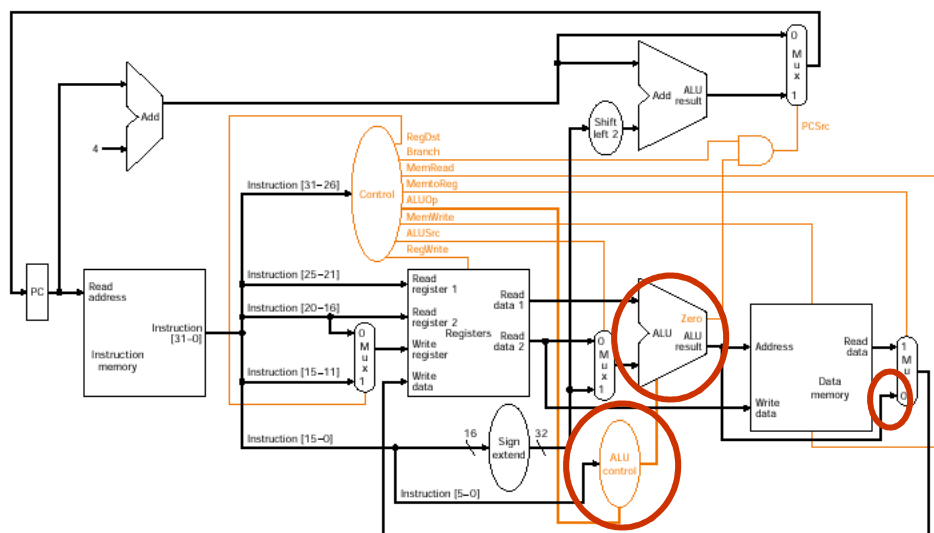 0
M
u
x
1
Add
ALU
result
Add
4
Shift
left 2
PCSrc
RegDst
Branch
MemRead
MemtoReg
ALUOp
MemWrite
ALUSrc
RegWrite
Control
Instruction [31–26]
Instruction [25–21]
Instruction [20–16]
Instruction [15–11]
Instruction [15–0]
Instruction [5–0]
PC
Read
address
Instruction
[31–0]
Instruction
memory
0
M
u
x
1
Read
register 1
Read
register 2
Write
register
Write
data
Registers
Read
data 1
Read
data 2
0
M
u
x
1
Zero
ALU
ALU
result
Address
Write
data
Read
data
Data
memory
1
M
u
0
16
Sign
extend
32
ALU
control